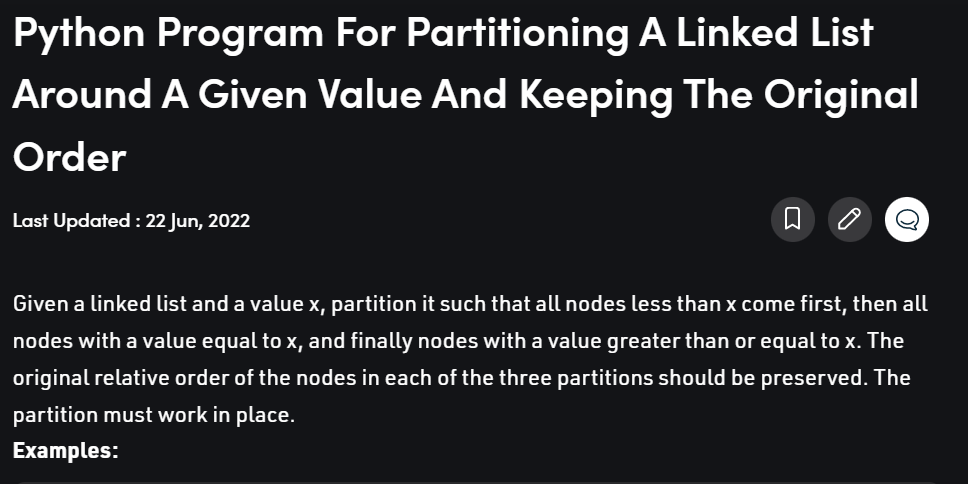 Python Program For Partitioning A Linked List
Around A Given Value And Keeping The Original
Order
Last Updated : 22 Jun, 2022
Given a linked list and a value x, partition it such that all nodes less than x come first, then all
nodes with a value equal to x, and finally nodes with a value greater than or equal to x. The
original relative order of the nodes in each of the three partitions should be preserved. The
partition must work in place.
Examples: